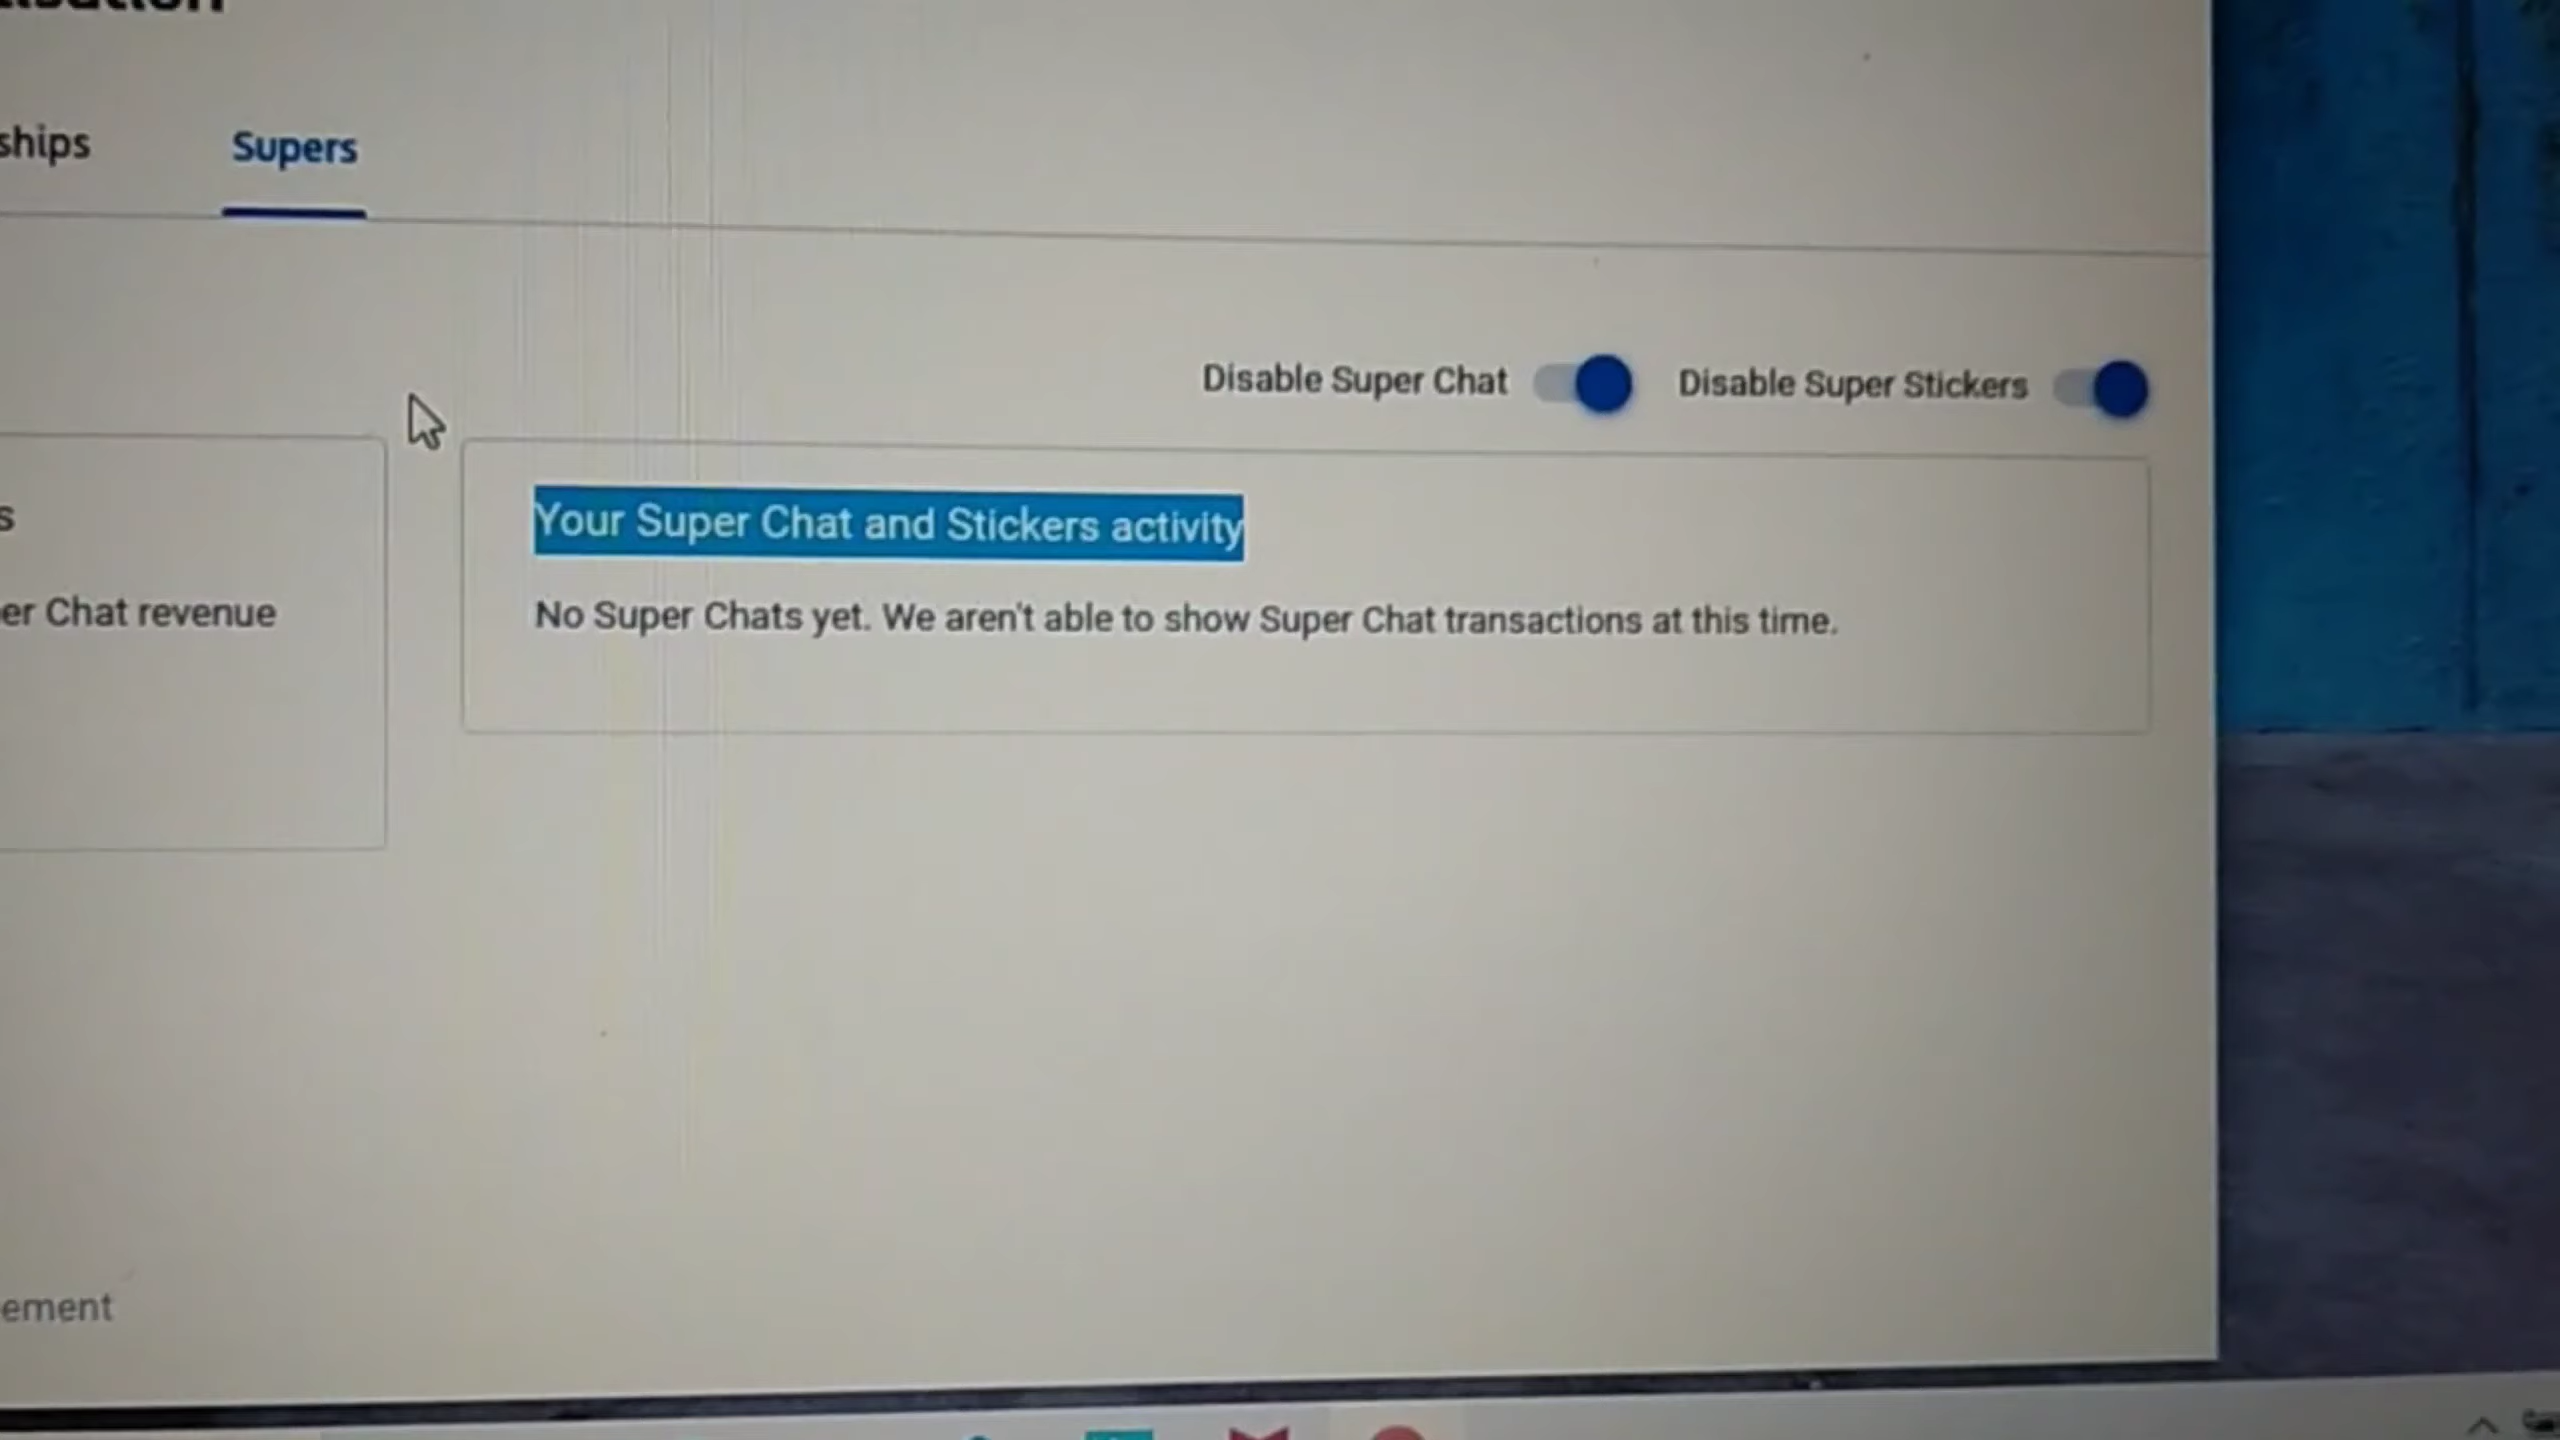 ships
Supers
Disable Super Chat
Disable Super Stickers
s
er Chat revenue
Your Super Chat and Stickers activity
No Super Chats yet. We aren't able to show Super Chat transactions at this time.
ement